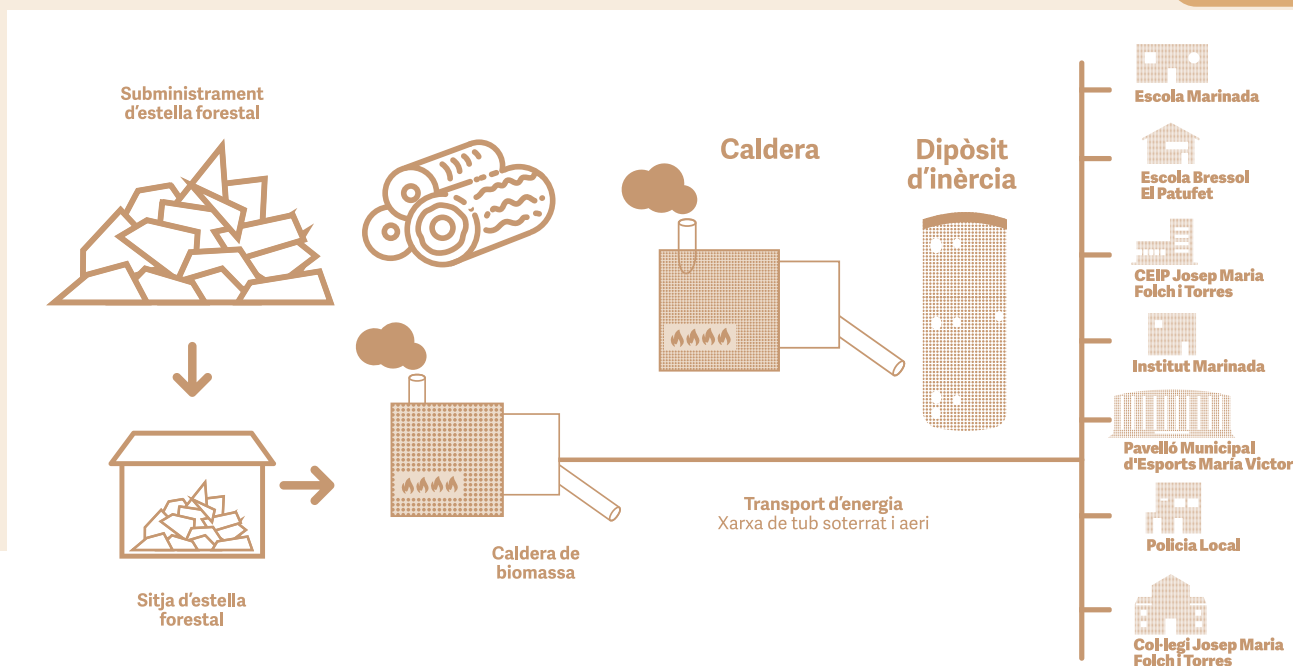 Subministrament
d'estella forestal
Caldera
Dipòsit
d'inèrcia
Sitja d'estella
forestal
Caldera de
biomassa
Transport d'energia
Xarxa de tub soterrat i aeri
Escola Marinada
Escola Bressol
El Patufet
CEIP Josep Maria
Folch i Torres
Institut Marinada
Pavelló Municipal
d'Esports María Victor
Policia Local
Col·legi Josep Maria
Folch i Torres